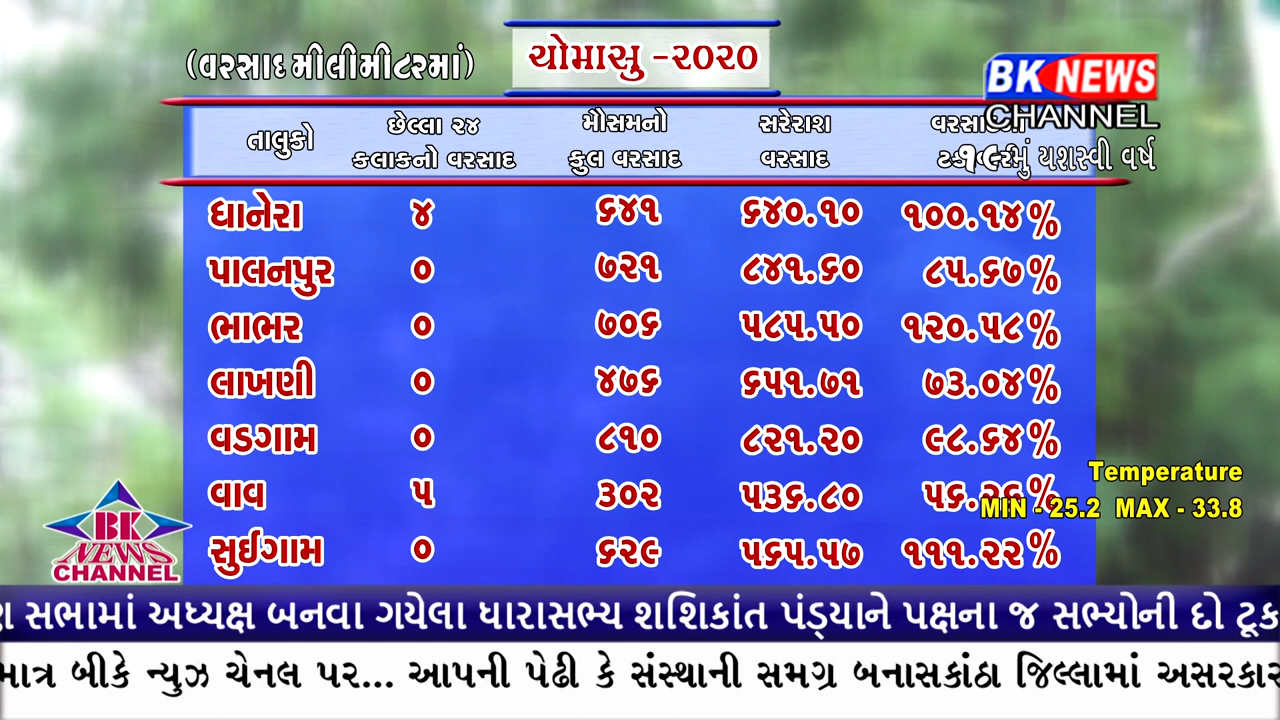 ચોમાસુ -૨૦૨૦
(વરસાદ મીલીમીટરમાં)
BK NEWS
CHANNEL
૧૯મું યશસ્વી વર્ષ
તાલુકો છેલ્લા ૨૪ કલાકનો વરસાદ મૌસમનો કુલ વરસાદ સરેરાશ વરસાદ
ધાનેરા ૪ ૬૪૧ ૬૪૦.૧૦ ૧૦૦.૧૪%
પાલનપુર ૦ ૭૨૧ ૮૪૧.૬૦ ૮૫.૬૭%
ભાભર ૦ ૭૦૬ ૫૮૫.૫૦ ૧૨૦.૫૮%
લાખણી ૦ ૪૭૬ ૬૫૧.૭૧ ૭૩.૦૪%
વડગામ ૦ ૮૧૦ ૮૨૧.૨૦ ૯૮.૬૪%
વાવ ૫ ૩૦૨ ૫૩૬.૮૦ ૫૬.૨૬%
સુઈગામ ૦ ૬૨૯ ૫૬૫.૫૭ ૧૧૧.૨૨%
Temperature
MIN - 25.2 MAX - 33.8
BK
NEWS
CHANNEL
સભામાં અધ્યક્ષ બનવા ગયેલા ધારાસભ્ય શશિકાંત પંડ્યાને પક્ષના જ સભ્યોની દો ટૂક
માત્ર બીકે ન્યુઝ ચેનલ પર... આપની પેઢી કે સંસ્થાની સમગ્ર બનાસકાંઠા જિલ્લામાં અસરકાર